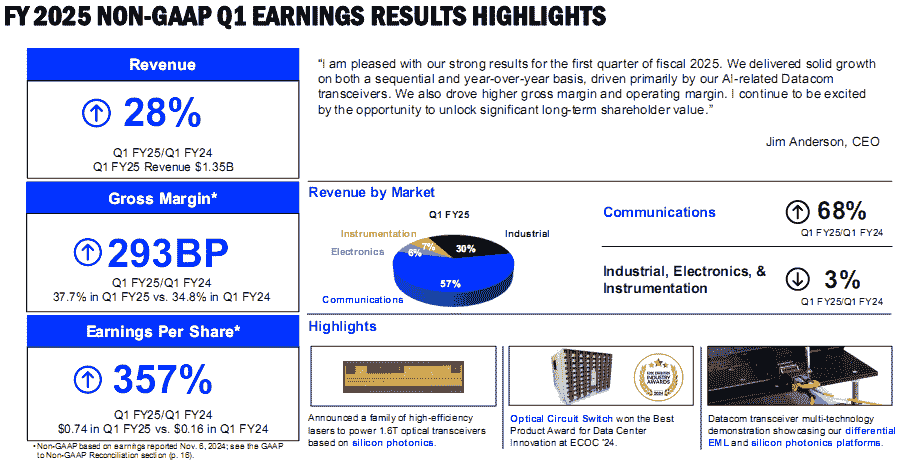 FY 2025 NON-GAAP Q1 EARNINGS RESULTS HIGHLIGHTS
Revenue
28%
Q1 FY25/Q1 FY24
Q1 FY25 Revenue $1.35B
Gross Margin*
293BP
Q1 FY25/Q1 FY24
37.7% in Q1 FY25 vs. 34.8% in Q1 FY24
Earnings Per Share*
357%
Q1 FY25/Q1 FY24
$0.74 in Q1 FY25 vs. $0.16 in Q1 FY24
• Non-GAAP based on earnings reported Nov. 6, 2024; see the GAAP
to Non-GAAP Reconciliation section (p. 16).
“I am pleased with our strong results for the first quarter of fiscal 2025. We delivered solid growth
on both a sequential and year-over-year basis, driven primarily by our AI-related Datacom
transceivers. We also drove higher gross margin and operating margin. I continue to be excited
by the opportunity to unlock significant long-term shareholder value.”
Jim Anderson, CEO
Revenue by Market
Q1 FY25
Instrumentation
7%
30%
Industrial
Electronics
6%
57%
Communications
Communications
68%
Q1 FY25/Q1 FY24
Industrial, Electronics, &
Instrumentation
3%
Q1 FY25/Q1 FY24
Highlights
Announced a family of high-efficiency
lasers to power 1.6T optical transceivers
based on silicon photonics.
INDUSTRY
AWARDS
Optical Circuit Switch won the Best
Product Award for Data Center
Innovation at ECOC '24.
Datacom transceiver multi-technology
demonstration showcasing our differential
EML and silicon photonics platforms.